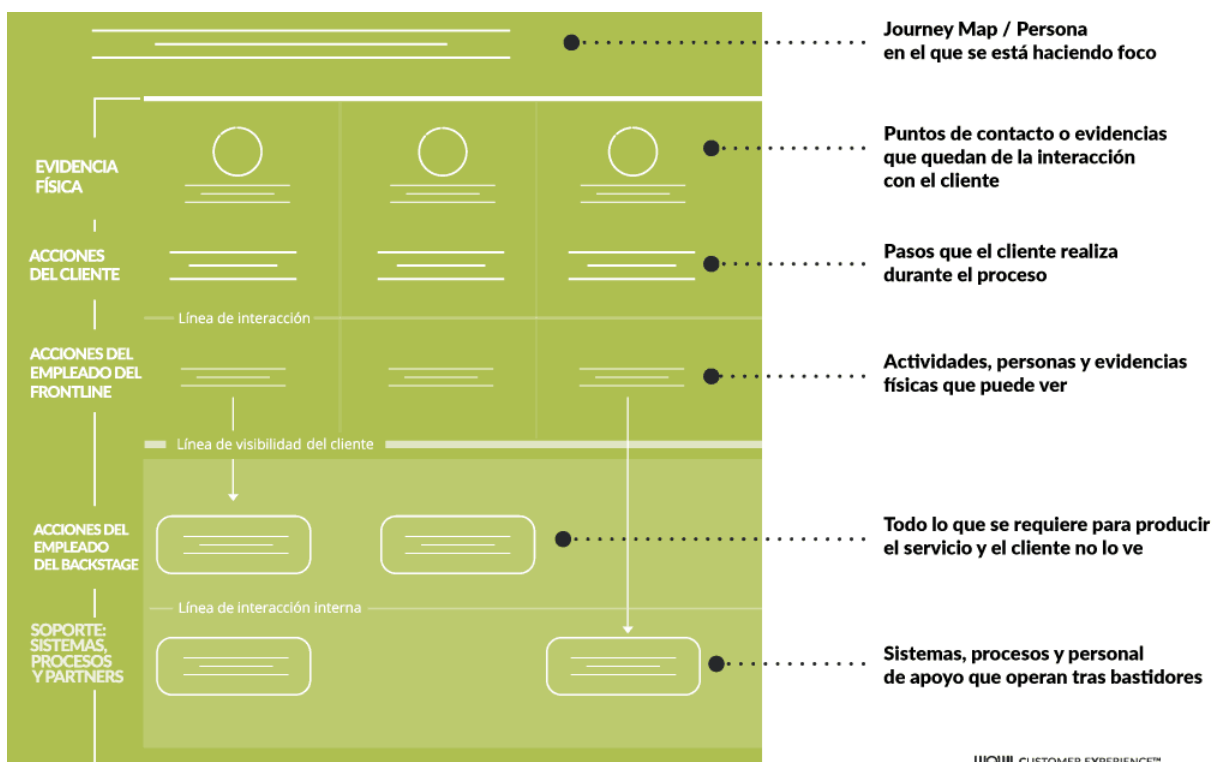 Journey Map / Persona
en el que se está haciendo foco
EVIDENCIA
FÍSICA
Puntos de contacto o evidencias
que quedan de la interacción
con el cliente
ACCIONES
DEL CLIENTE
Pasos que el cliente realiza
durante el proceso
Línea de interacción
ACCIONES DEL
EMPLEADO DEL
FRONTLINE
Actividades, personas y evidencias
físicas que puede ver
Línea de visibilidad del cliente
ACCIONES DEL
EMPLEADO
DEL BACKSTAGE
Todo lo que se requiere para producir
el servicio y el cliente no lo ve
Línea de interacción interna
SOPORTE:
SISTEMAS,
PROCESOS
Y PARTNERS
Sistemas, procesos y personal
de apoyo que operan tras bastidores
CUSTOMER EXPERIENCE™